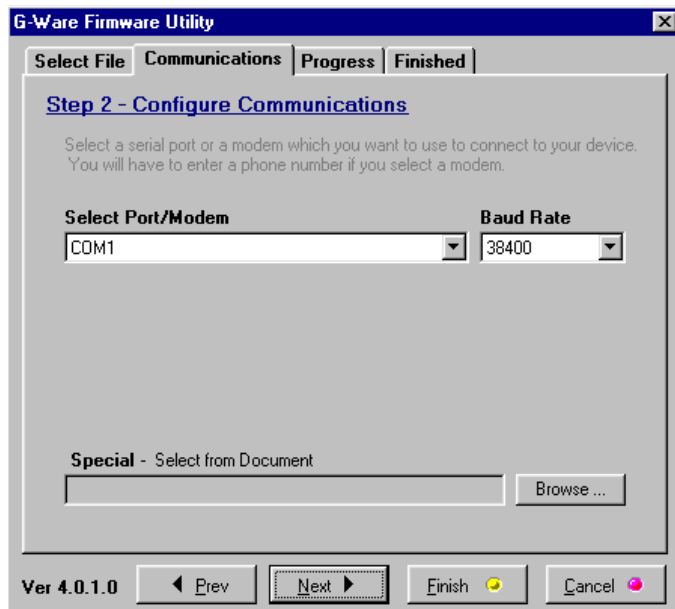 G-Ware Firmware Utility
Select File Communications Progress Finished
Step 2 - Configure Communications
Select a serial port or a modem which you want to use to connect to your device.
You will have to enter a phone number if you select a modem.
Select Port/Modem Baud Rate
COM1 38400
Special - Select from Document
Browse ...
Ver 4.0.1.0 Prev Next Finish Cancel